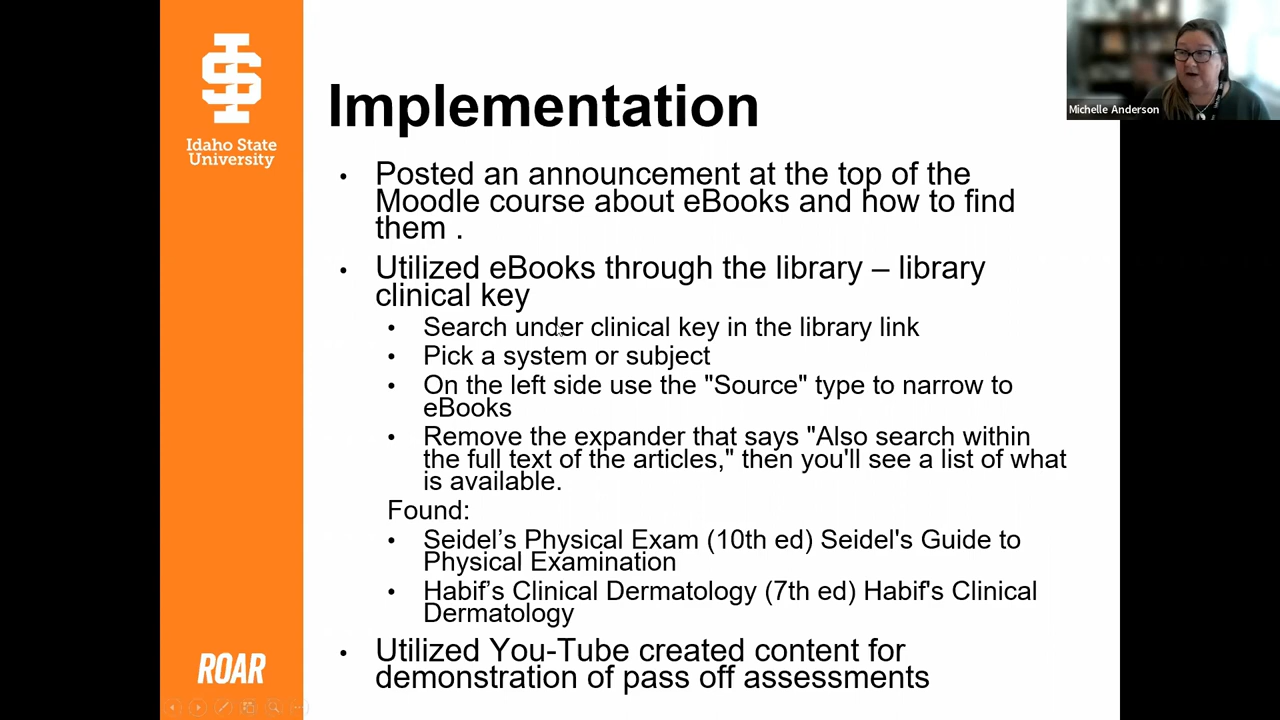 Idaho State
University
Implementation
Michelle Anderson
• Posted an announcement at the top of the
Moodle course about eBooks and how to find
them .
• Utilized eBooks through the library – library
clinical key
• Search under clinical key in the library link
• Pick a system or subject
• On the left side use the "Source" type to narrow to
eBooks
• Remove the expander that says "Also search within
the full text of the articles," then you'll see a list of what
is available.
Found:
• Seidel’s Physical Exam (10th ed) Seidel's Guide to
Physical Examination
• Habif’s Clinical Dermatology (7th ed) Habif's Clinical
Dermatology
• Utilized You-Tube created content for
demonstration of pass off assessments
ROAR